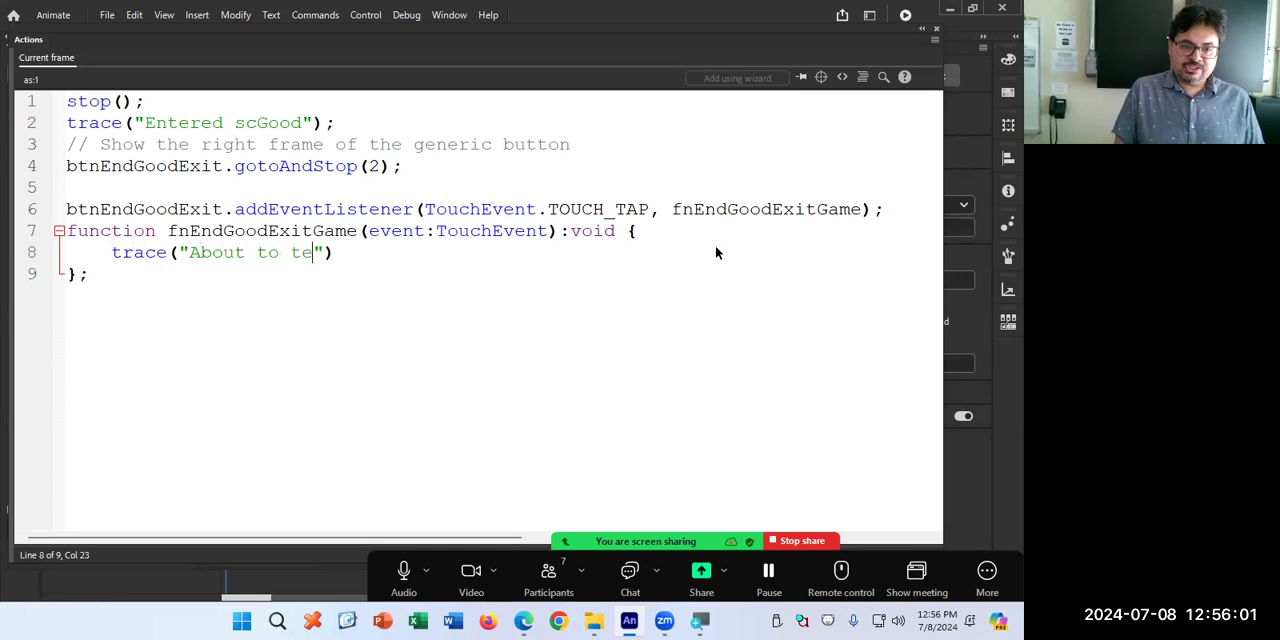 Animate File Edit View Insert Modify Text Commands Control Debug Window Help
Actions
Current frame
as:1
Add using wizard
1 stop();
2 trace("Entered scGood");
3 // Show the right frame of the generic button
4 btnEndGoodExit.gotoAndStop(2);
5
6 btnEndGoodExit.addEventListener(TouchEvent.TOUCH_TAP, fnEndGoodExitGame);
7 function fnEndGoodExitGame(event:TouchEvent):void {
8 trace("About to te")
9 };
Line 8 of 9, Col 23
You are screen sharing Stop share
7
Audio Video Participants Chat Share Pause Remote control Show meeting More
12:56 PM
7/8/2024
2024-07-08 12:56:01